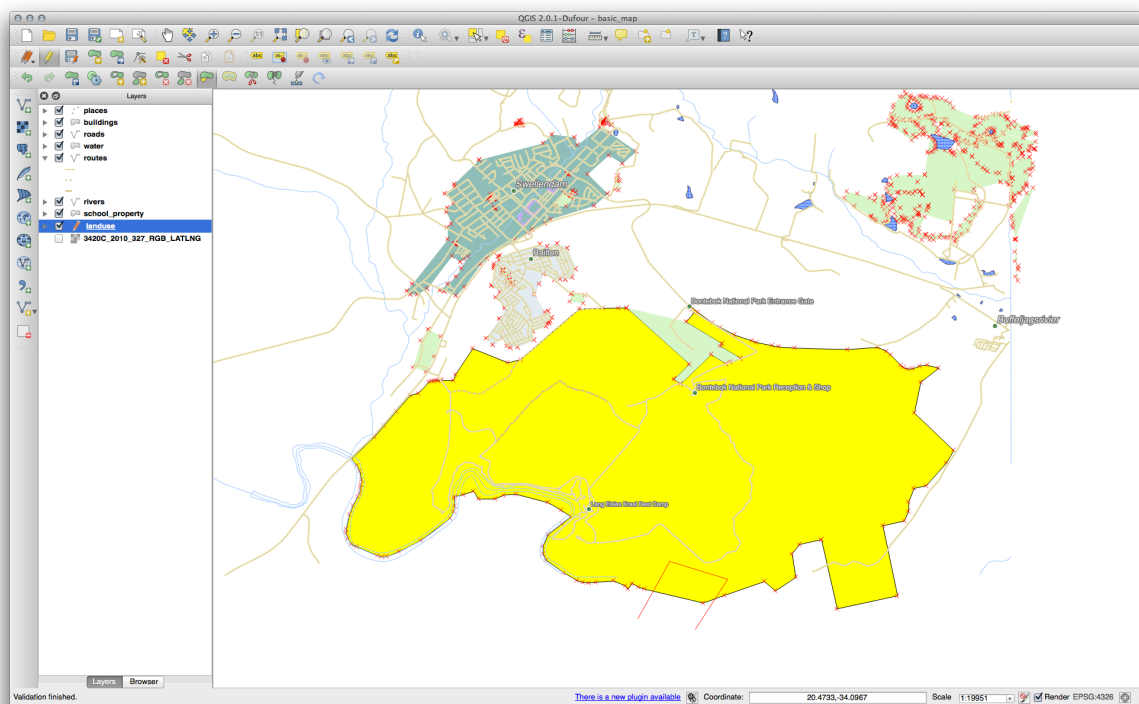 QGIS 2.0.1-Dufour - basic_map
Layers
places
buildings
roads
water
routes
rivers
school_property
landuse
3420C_2010_327_RGB_LATLNG
Swellendam
Railton
Bontebok National Park Entrance Gate
Buffeljagsrivier
Bontebok National Park Reception & Shop
Lang Elsies Kraal Rest Camp
Layers
Browser
Validation finished.
There is a new plugin available
Coordinate:
20.4733,-34.0967
Scale
1:19951
Render
EPSG:4326